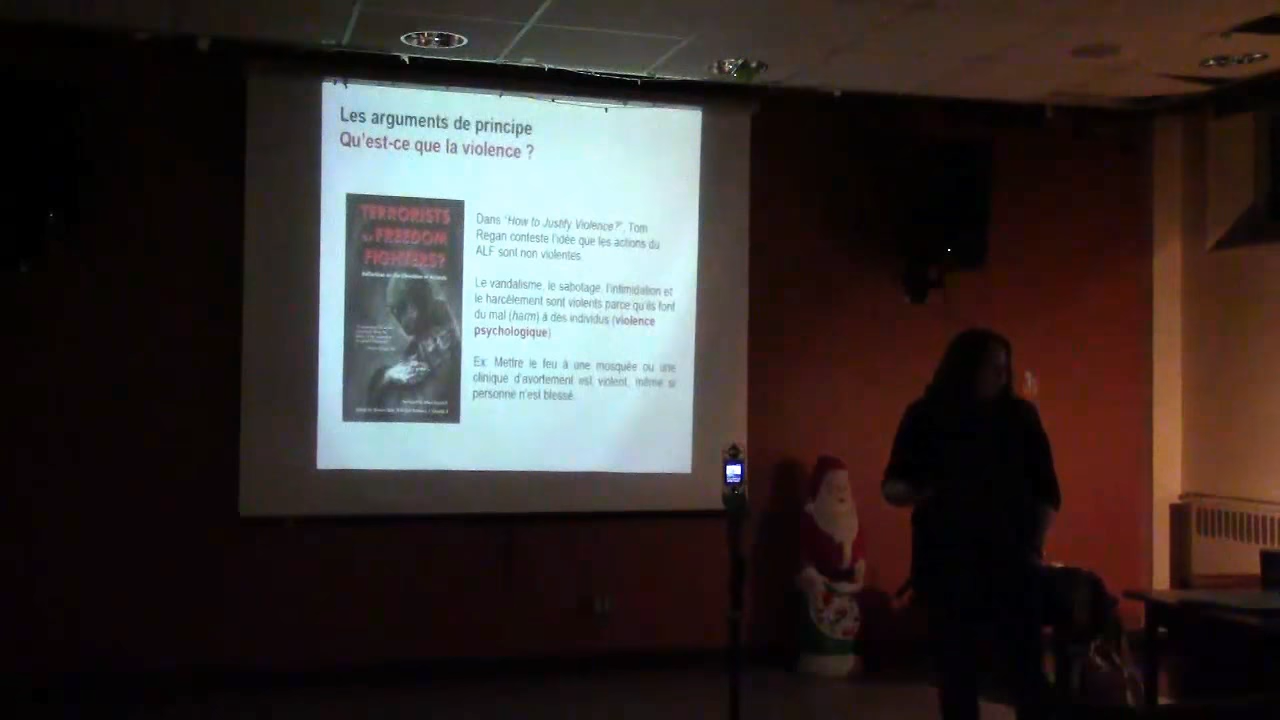 Les arguments de principe
Qu'est-ce que la violence ?
TERRORISTS
or FREEDOM
FIGHTERS?
Dans "How to Justify Violence?", Tom
Regan conteste l'idée que les actions du
ALF sont non violentes.
Le vandalisme, le sabotage, l'intimidation et
le harcèlement sont violents parce qu'ils font
du mal (harm) à des individus (violence
psychologique)
Ex: Mettre le feu à une mosquée ou une
clinique d'avortement est violent, même si
personne n'est blessé.